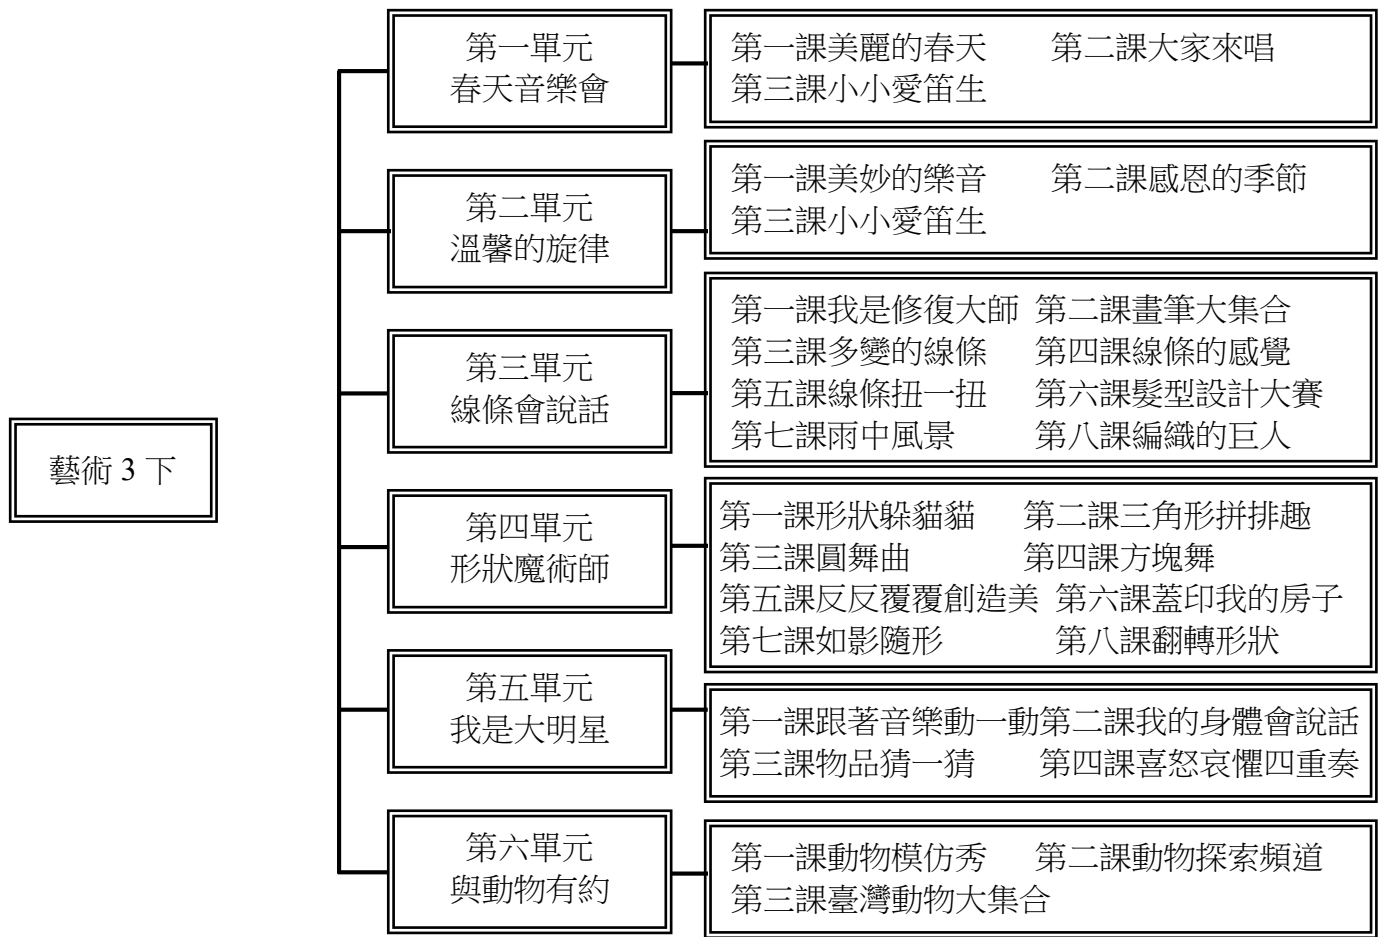 藝術 3 下
第一單元
春天音樂會
第一課美麗的春天 第二課大家來唱
第三課小小愛笛生
第二單元
溫馨的旋律
第一課美妙的樂音 第二課感恩的季節
第三課小小愛笛生
第三單元
線條會說話
第一課我是修復大師 第二課畫筆大集合
第三課多變的線條 第四課線條的感覺
第五課線條扭一扭 第六課髮型設計大賽
第七課雨中風景 第八課編織的巨人
第四單元
形狀魔術師
第一課形狀躲貓貓 第二課三角形拼排趣
第三課圓舞曲 第四課方塊舞
第五課反反覆覆創造美 第六課蓋印我的房子
第七課如影隨形 第八課翻轉形狀
第五單元
我是大明星
第一課跟著音樂動一動第二課我的身體會說話
第三課物品猜一猜 第四課喜怒哀懼四重奏
第六單元
與動物有約
第一課動物模仿秀 第二課動物探索頻道
第三課臺灣動物大集合